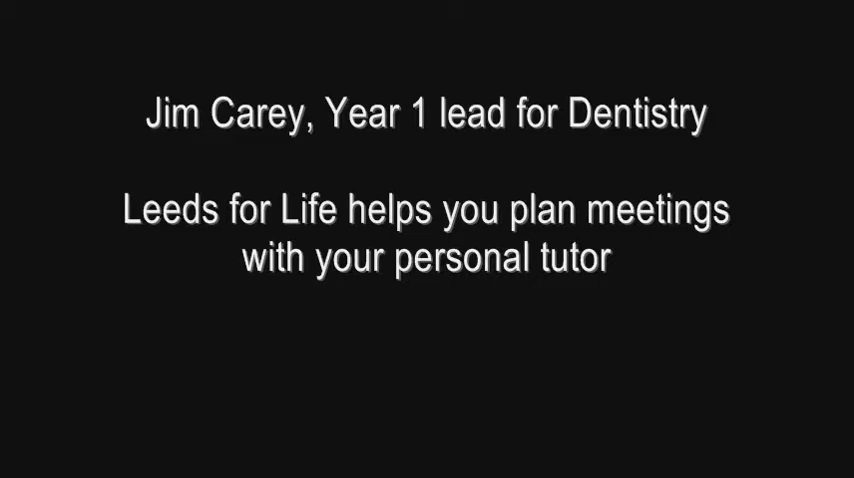 Jim Carey, Year 1 lead for Dentistry
Leeds for Life helps you plan meetings
with your personal tutor